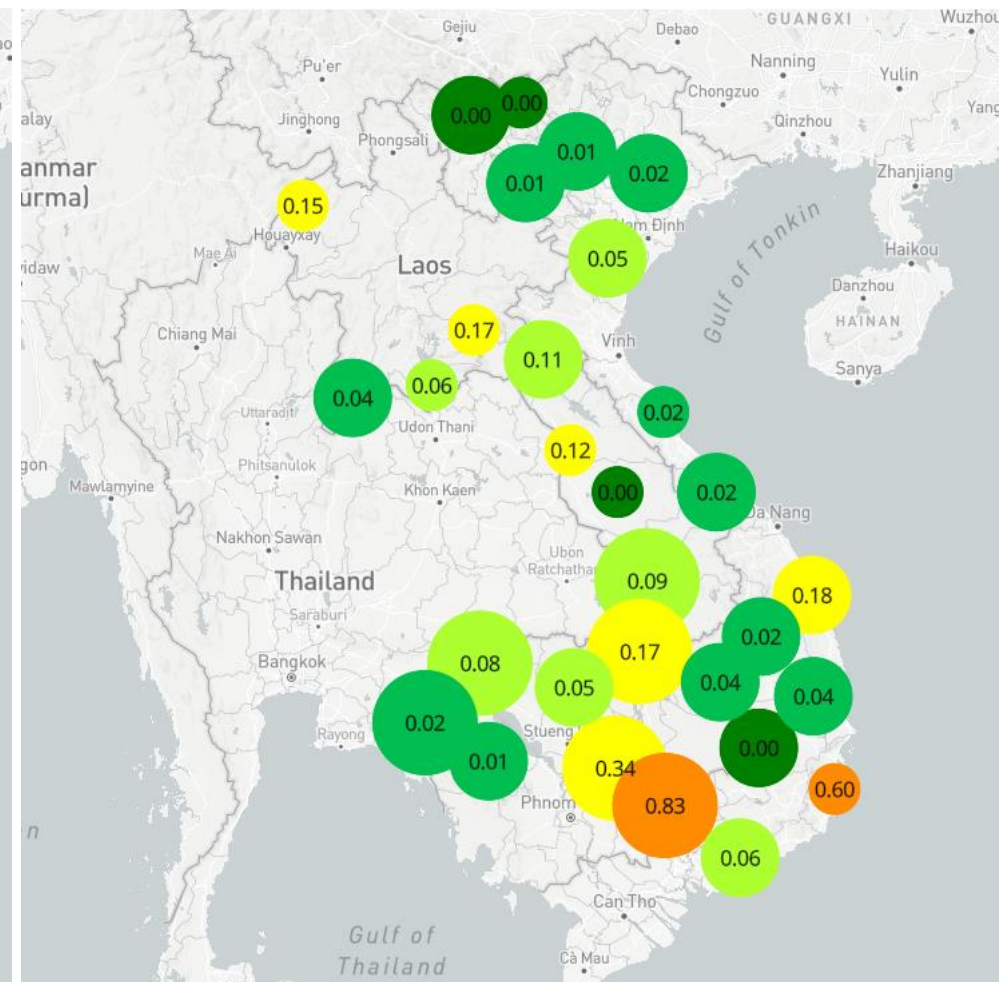 Gejiu
Debao
GUANGXI
Wuzhou
Nanning
Pu'er
Yulin
Chongzuo
0.00
0.00
Yang
alay
Jinghong
Qinzhou
Phongsali
0.01
anmar
urma)
0.01
0.02
Zhanjiang
0.15
Houayxay
Nam Định
Mae Ai
Haikou
Laos
0.05
idaw
Gulf of Tonkin
Danzhou
HAINAN
Chiang Mai
0.17
Vinh
0.11
Sanya
0.06
0.04
0.02
Uttaradit
Udon Thani
0.12
gon
Phitsanulok
Mawlamyine
Khon Kaen
0.00
0.02
Da Nang
Nakhon Sawan
Ubon
Ratchathan
0.09
Thailand
0.18
Saraburi
0.02
0.17
Bangkok
0.08
0.04
0.05
0.04
0.02
Rayong
Stueng
0.00
0.01
0.34
0.60
Phnom
0.83
n
0.06
Can Tho
Gulf of
Thailand
Cà Mau